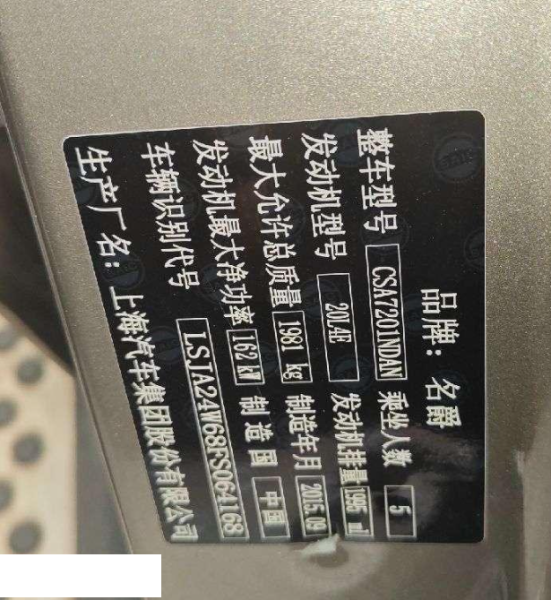 品牌: 名爵
整车型号 CSA7201NDAN 乘坐人数 5
发动机型号 20L4E 发动机排量 1995 ml
最大允许总质量 1981 kg 制造年月 2015.09
发动机最大净功率 162 kW 制造国 中国
车辆识别代号
生产厂名: 上海汽车集团股份有限公司